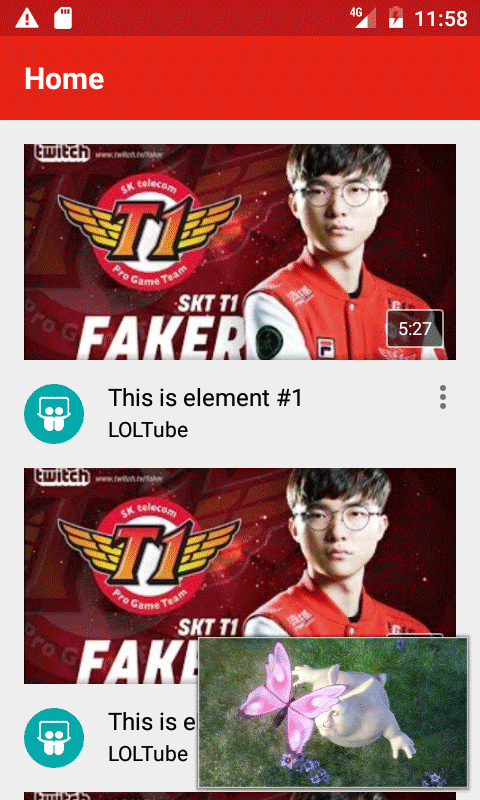 4G 11:58
Home
twitch www.twitch.tv/faker
SK telecom
T1
Pro Game Team
SKT T1
FAKER
5:27
This is element #1
LOLTube
twitch www.twitch.tv/faker
SK telecom
T1
Pro Game Team
SKT T1
FAK
This is e
LOLTube
twitch